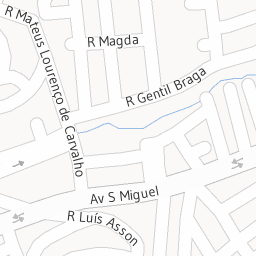 R Mateus Lourenço de Carvalho
R Magda
R Gentil Braga
Av S Miguel
R Luís Asson